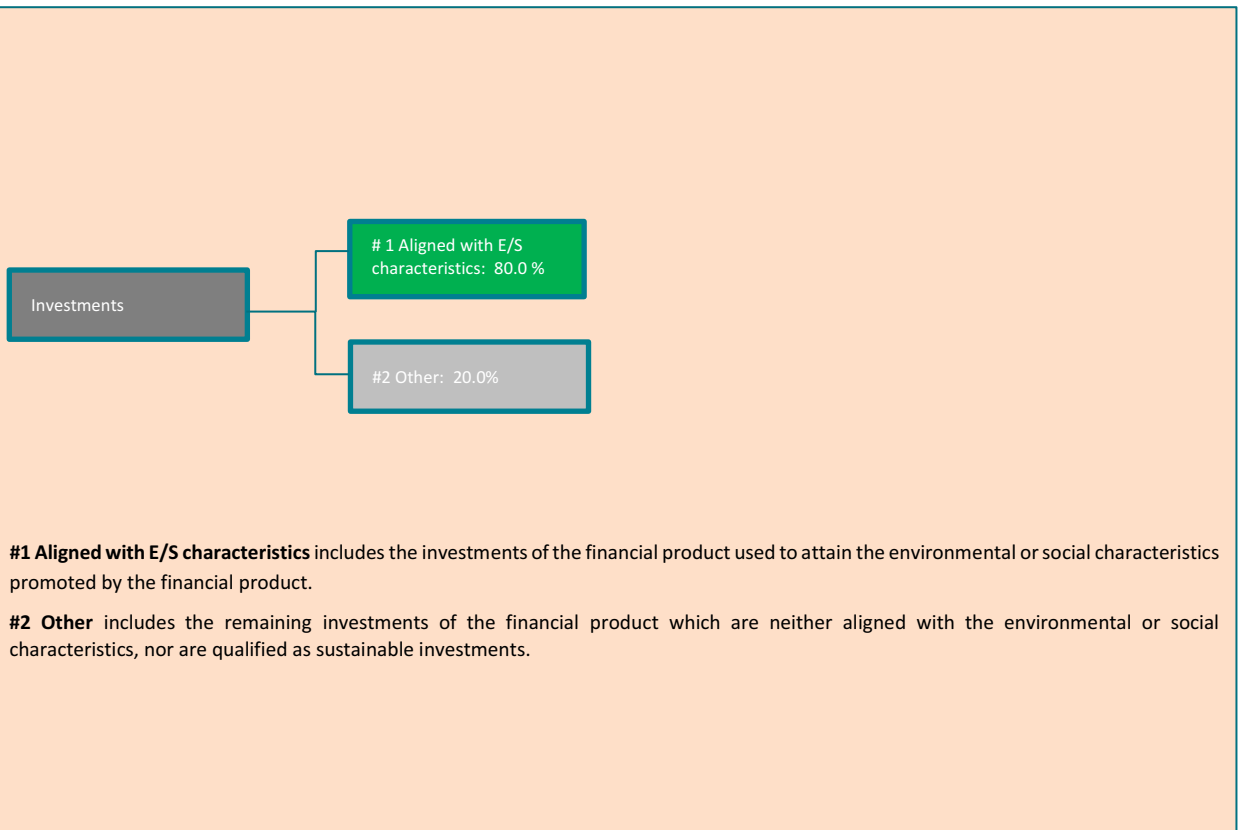 # 1 Aligned with E/S
characteristics:  80.0 %
Investments
#2 Other:  20.0%
#1 Aligned with E/S characteristics includes the investments of the financial product used to attain the environmental or social characteristics
promoted by the financial product.
#2 Other includes the remaining investments of the financial product which are neither aligned with the environmental or social
characteristics, nor are qualified as sustainable investments.